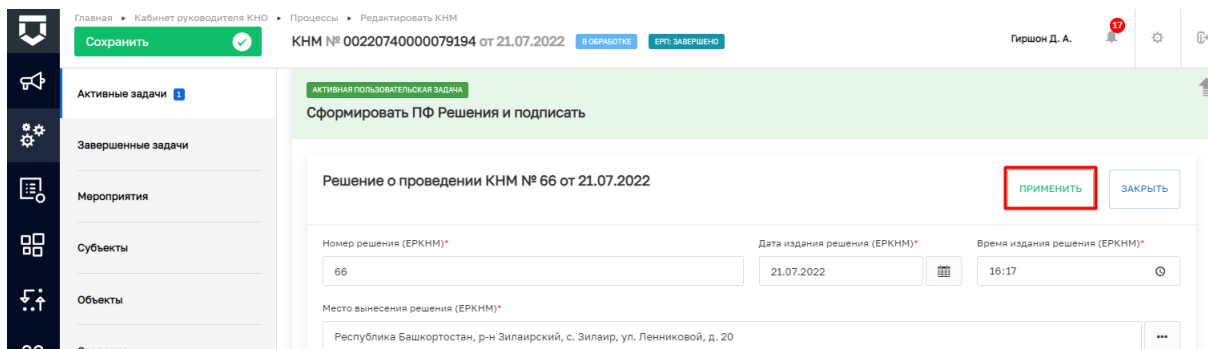 Главная ▸ Кабинет руководителя КНО ▸ Процессы ▸ Редактировать КНМ
Сохранить
КНМ № 00220740000079194 от 21.07.2022 В ОБРАБОТКЕ ЕРП: ЗАВЕРШЕНО
Гиршон Д. А.
17
Активные задачи 1
Завершенные задачи
Мероприятия
Субъекты
Объекты
АКТИВНАЯ ПОЛЬЗОВАТЕЛЬСКАЯ ЗАДАЧА
Сформировать ПФ Решения и подписать
Решение о проведении КНМ № 66 от 21.07.2022
ПРИМЕНИТЬ
ЗАКРЫТЬ
Номер решения (ЕРКНМ)* Дата издания решения (ЕРКНМ)* Время издания решения (ЕРКНМ)*
66 21.07.2022 16:17
Место вынесения решения (ЕРКНМ)*
Республика Башкортостан, р-н Зилаирский, с. Зилаир, ул. Ленниковой, д. 20